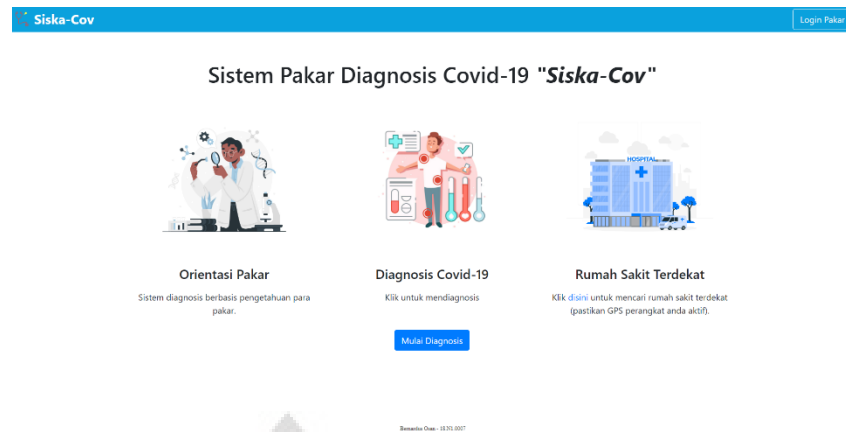 Siska-Cov
Login Pakar
Sistem Pakar Diagnosis Covid-19 "Siska-Cov"
HOSPITAL
Orientasi Pakar
Sistem diagnosis berbasis pengetahuan para
pakar.
Diagnosis Covid-19
Klik untuk mendiagnosis
Mulai Diagnosis
Rumah Sakit Terdekat
Klik disini untuk mencari rumah sakit terdekat
(pastikan GPS perangkat anda aktif).